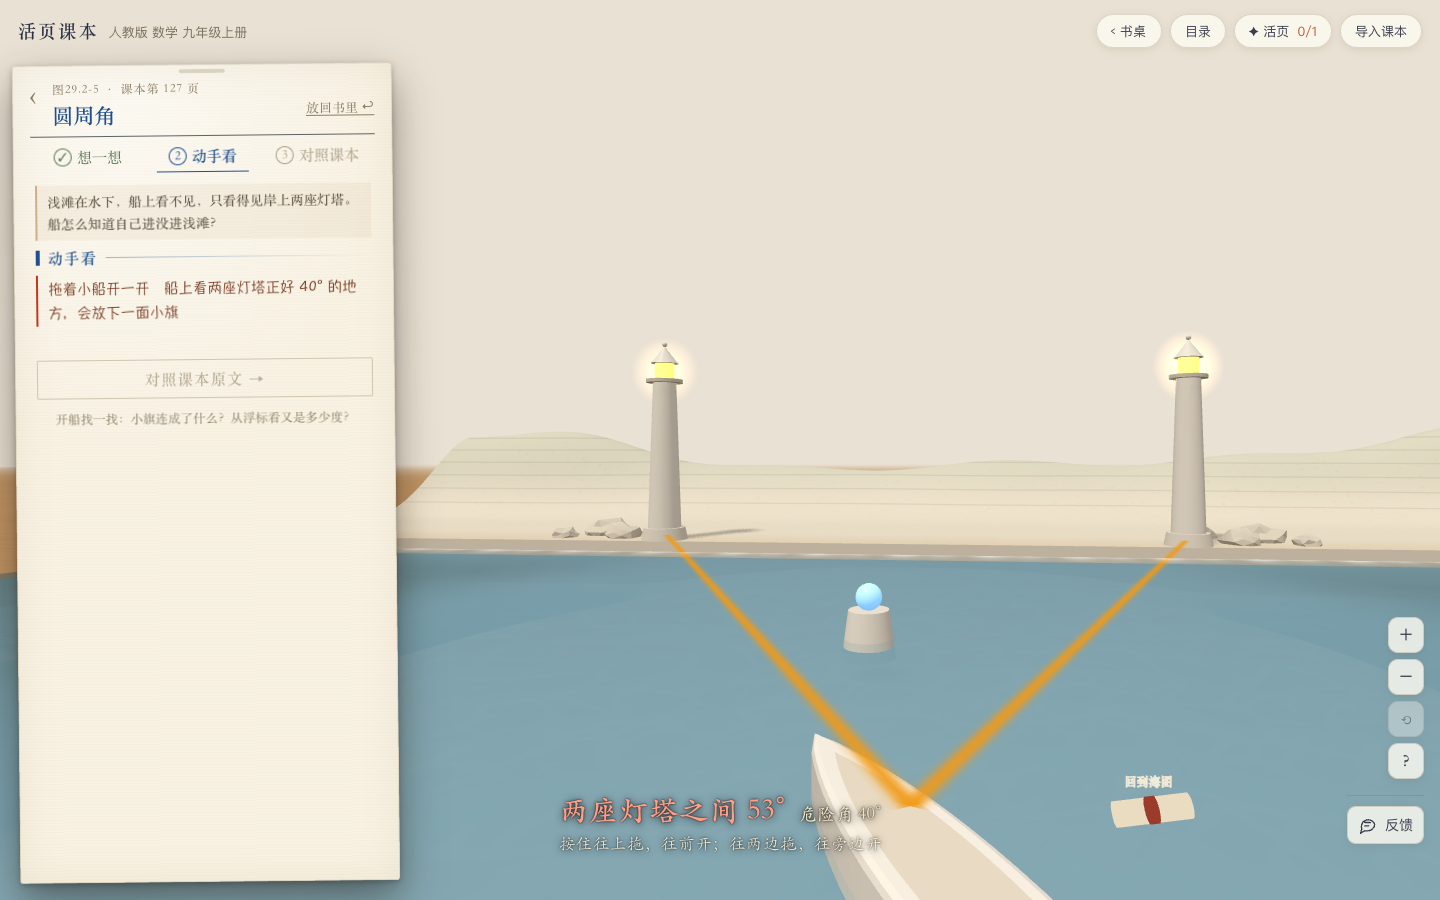 活页课本 人教版 数学 九年级上册
‹ 书桌 目录 ✦ 活页 0/1 导入课本
图29.2-5 · 课本第 127 页
‹ 圆周角 放回书里 ↩
✓ 想一想 2 动手看 3 对照课本
浅滩在水下，船上看不见，只看得见岸上两座灯塔。
船怎么知道自己进没进浅滩？
动手看
拖着小船开一开 船上看两座灯塔正好 40° 的地
方，会放下一面小旗
对照课本原文 →
开船找一找：小旗连成了什么？从浮标看又是多少度？
+
−
⟲
?
回到海图
两座灯塔之间 53° 危险角 40°
按住往上拖，往前开；往两边拖，往旁边开
反馈